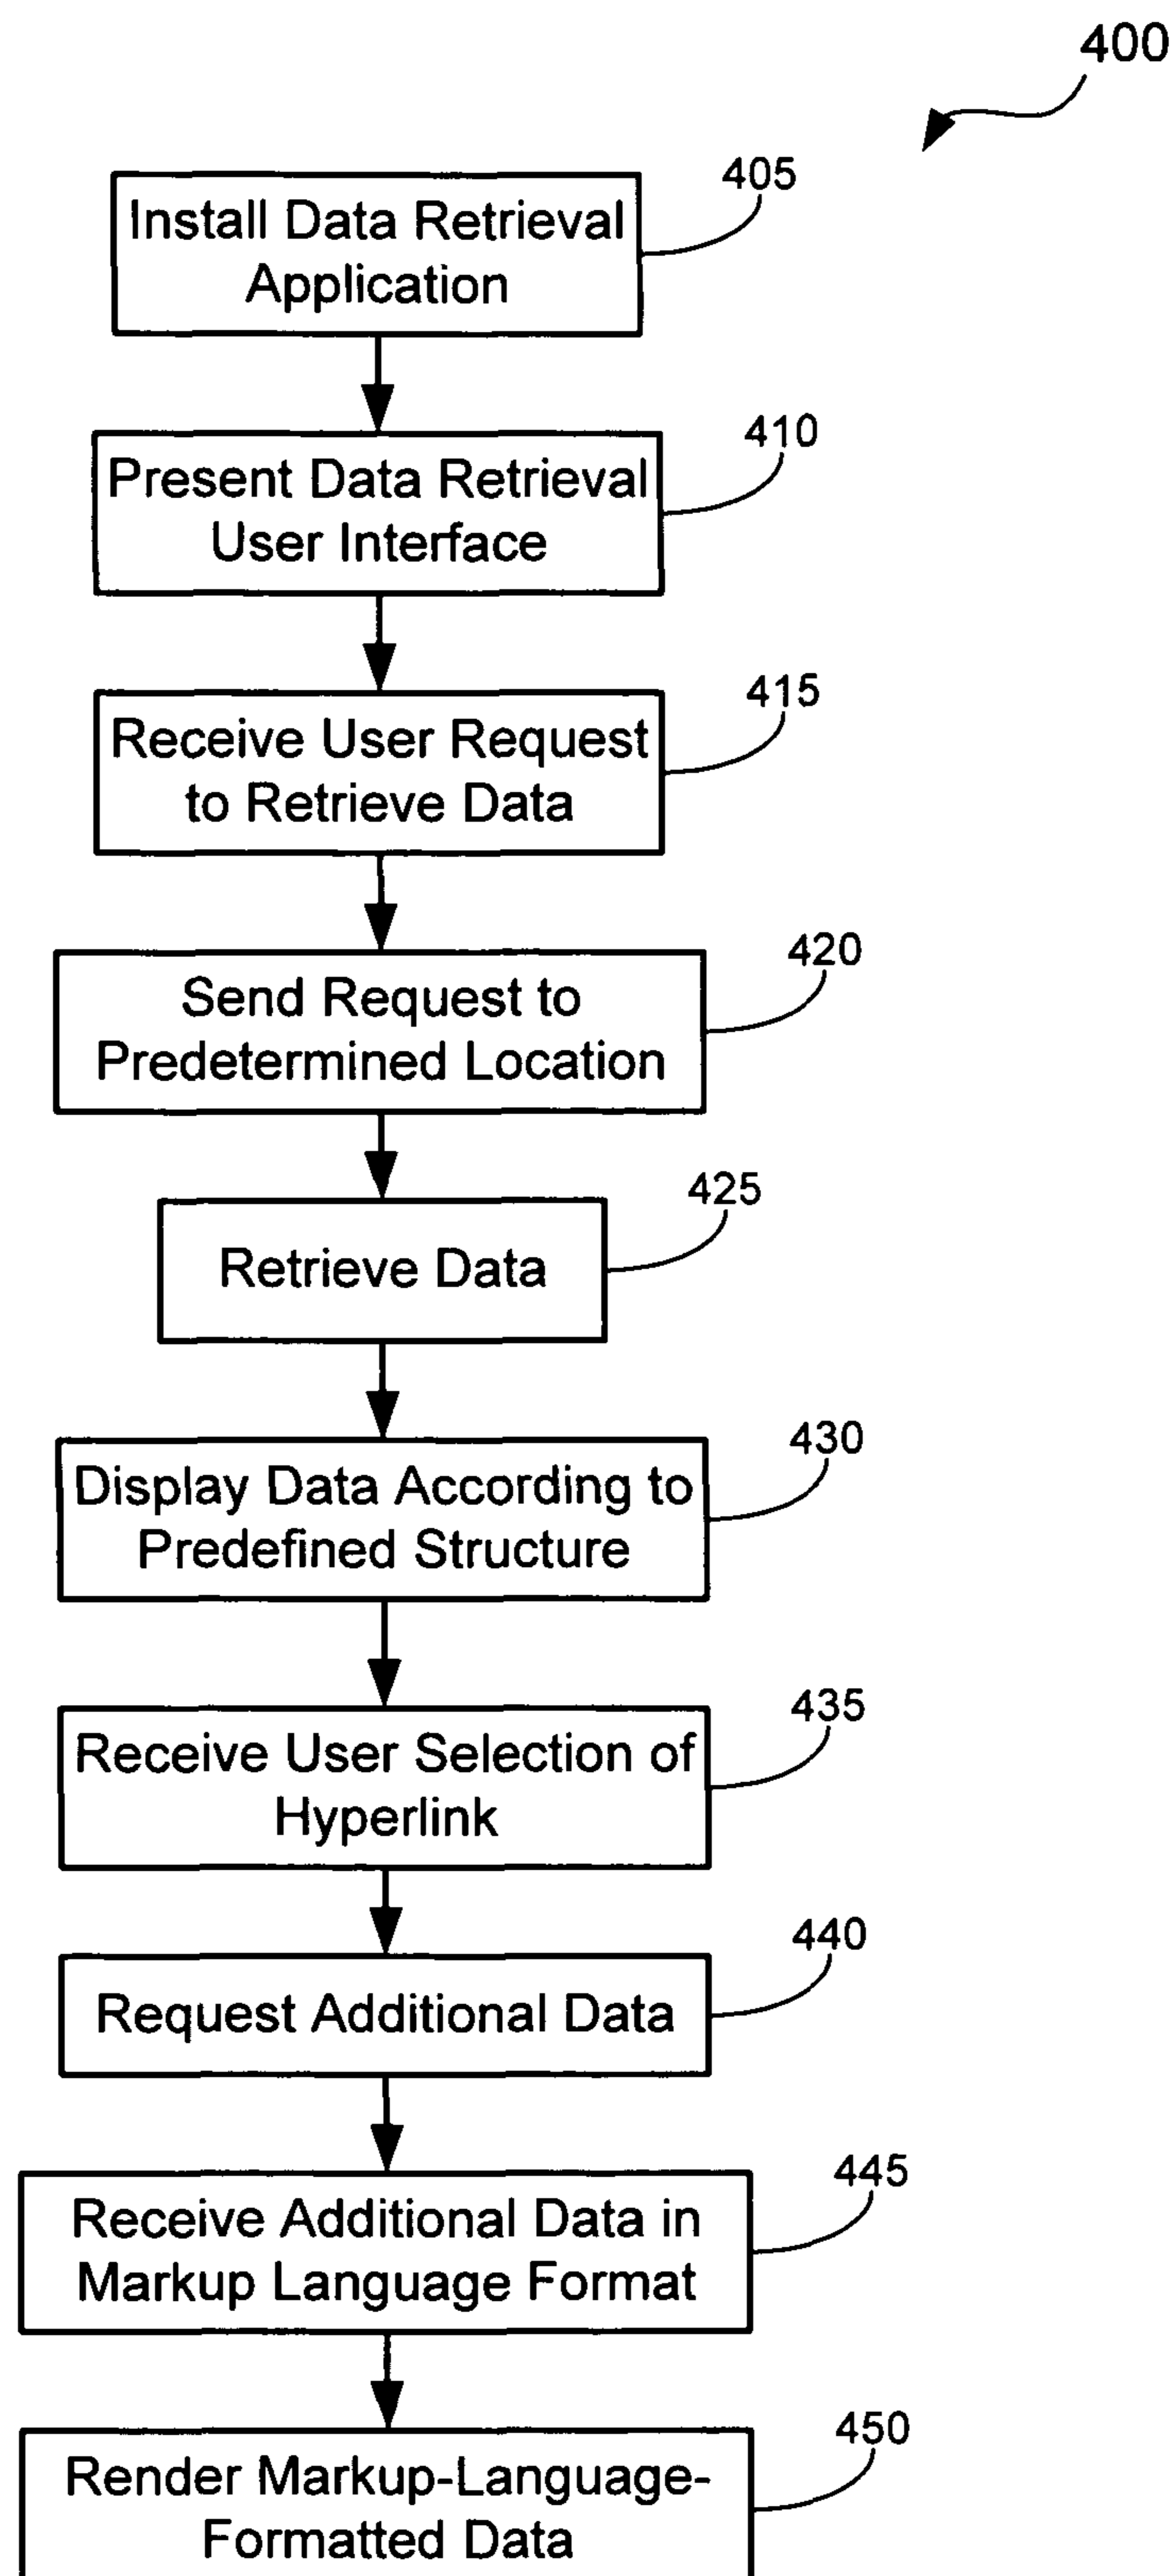 400
405
Install Data Retrieval
Application
410
Present Data Retrieval
User Interface
415
Receive User Request
to Retrieve Data
420
Send Request to
Predetermined Location
425
Retrieve Data
430
Display Data According to
Predefined Structure
435
Receive User Selection of
Hyperlink
440
Request Additional Data
445
Receive Additional Data in
Markup Language Format
450
Render Markup-Language-
Formatted Data